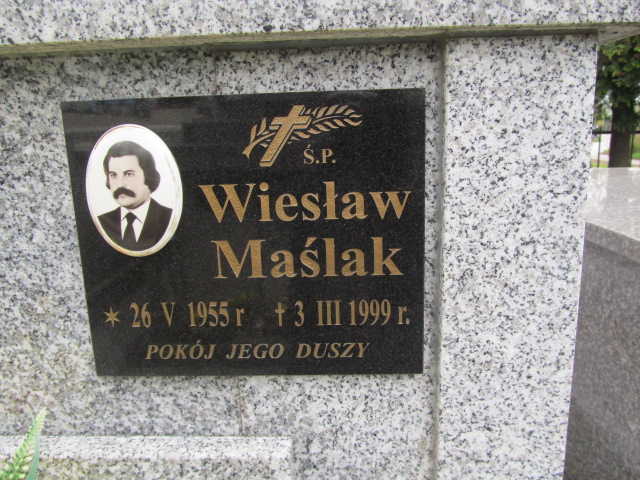 Ś.P.
Wiesław
Maślak
✶ 26 V 1955 r † 3 III 1999 r.
POKÓJ JEGO DUSZY